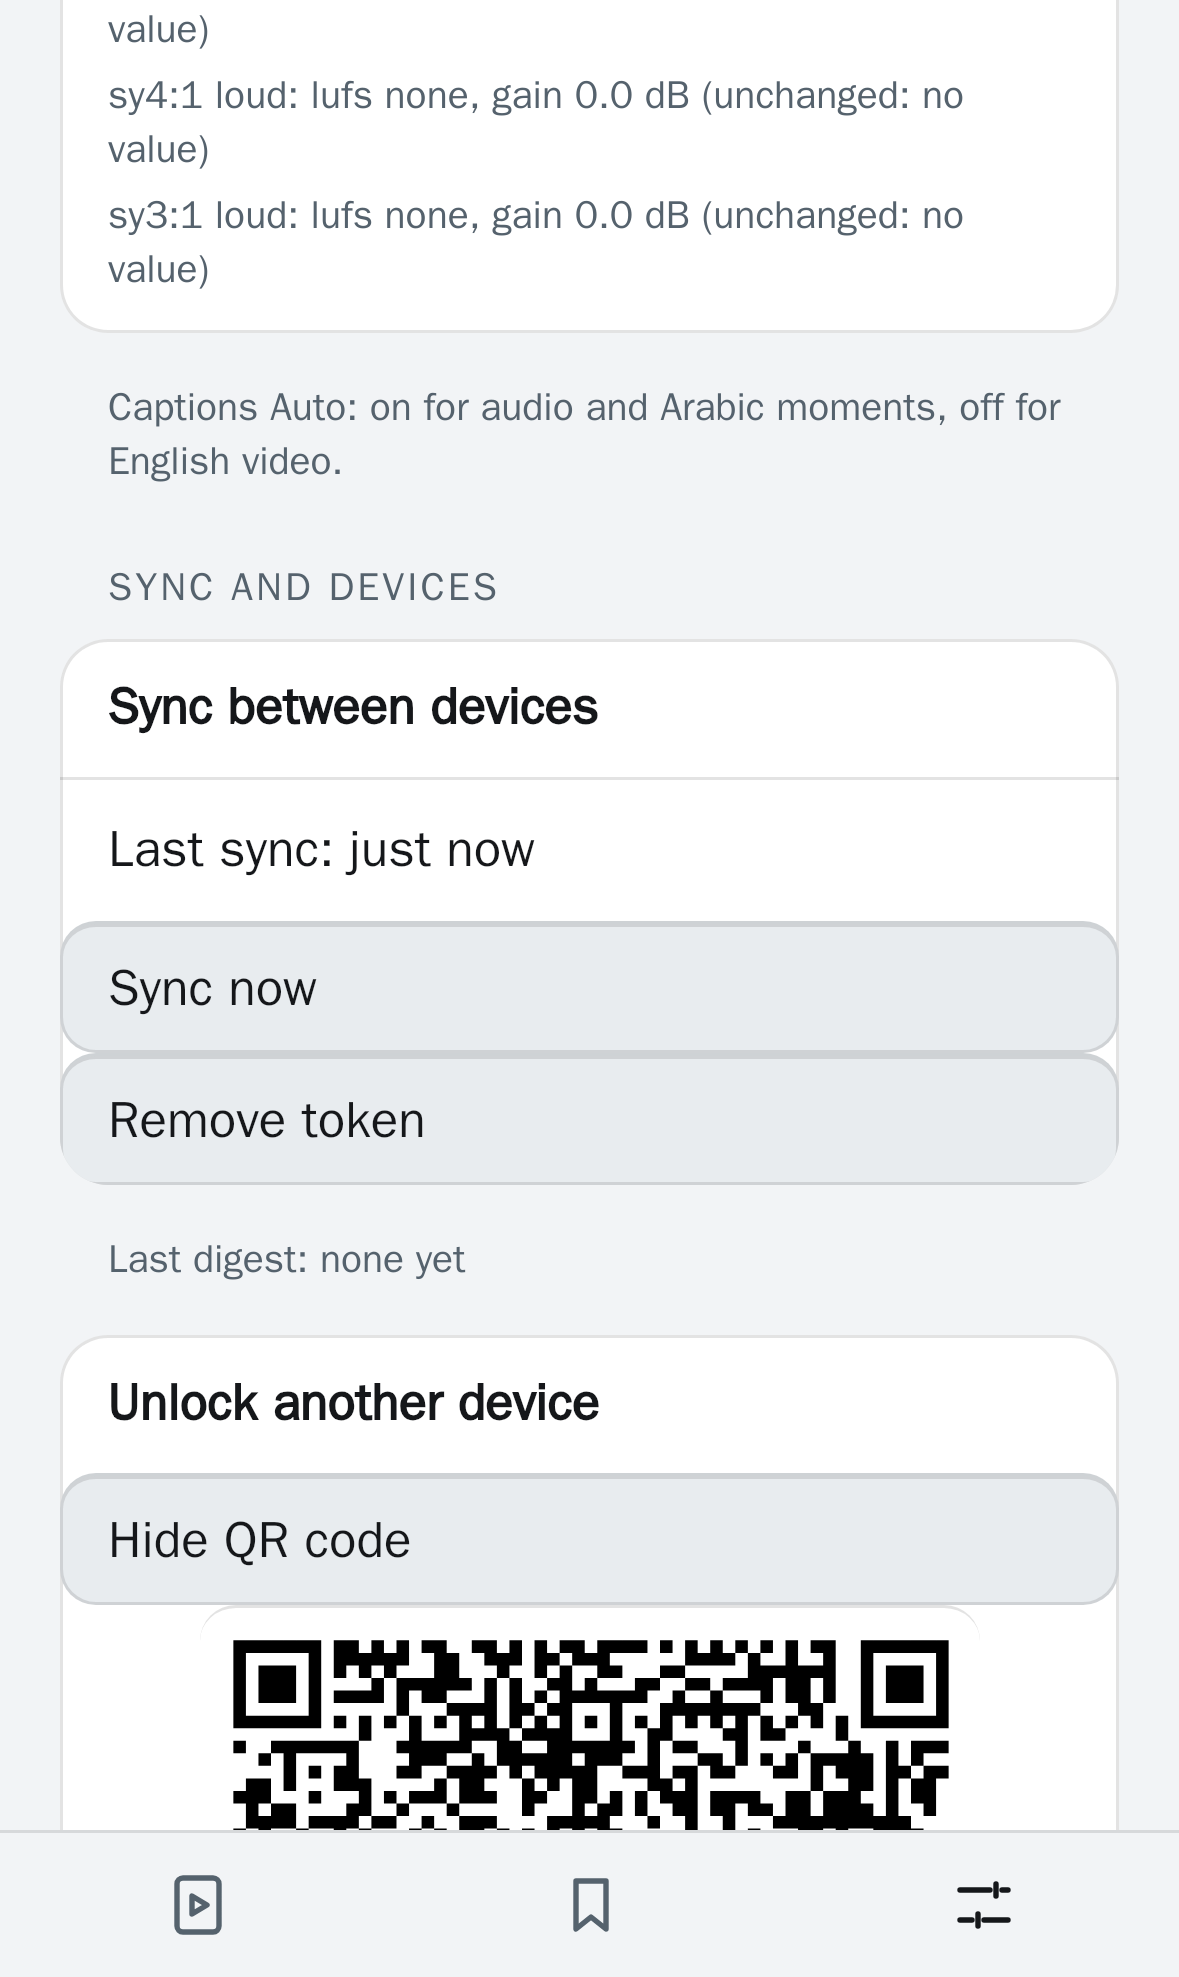 value)
sy4:1 loud: lufs none, gain 0.0 dB (unchanged: no
value)
sy3:1 loud: lufs none, gain 0.0 dB (unchanged: no
value)
Captions Auto: on for audio and Arabic moments, off for
English video.
SYNC AND DEVICES
Sync between devices
Last sync: just now
Sync now
Remove token
Last digest: none yet
Unlock another device
Hide QR code